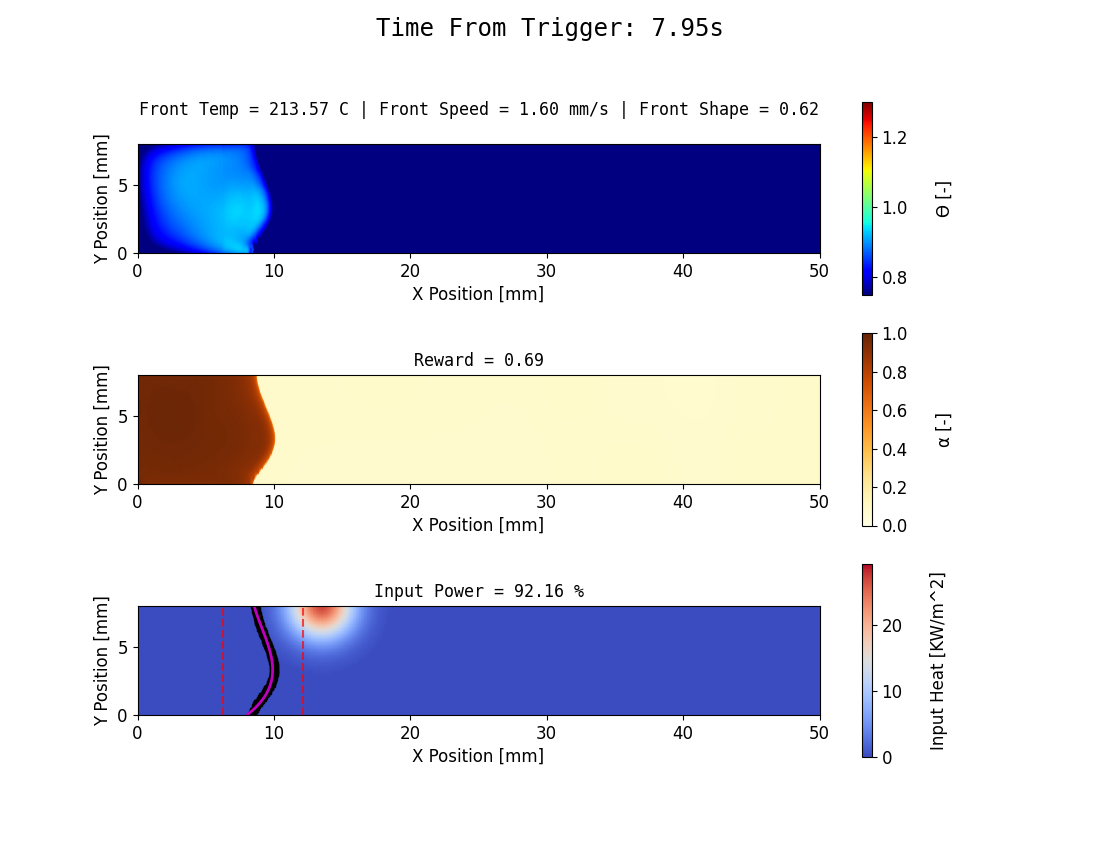 Time From Trigger: 7.95s
Front Temp = 213.57 C | Front Speed = 1.60 mm/s | Front Shape = 0.62
Y Position [mm]
5
0
0 10 20 30 40 50
X Position [mm]
1.2
1.0
0.8
Θ [-]
Reward = 0.69
Y Position [mm]
5
0
0 10 20 30 40 50
X Position [mm]
1.0
0.8
0.6
0.4
0.2
0.0
α [-]
Input Power = 92.16 %
Y Position [mm]
5
0
0 10 20 30 40 50
X Position [mm]
20
10
0
Input Heat [KW/m^2]